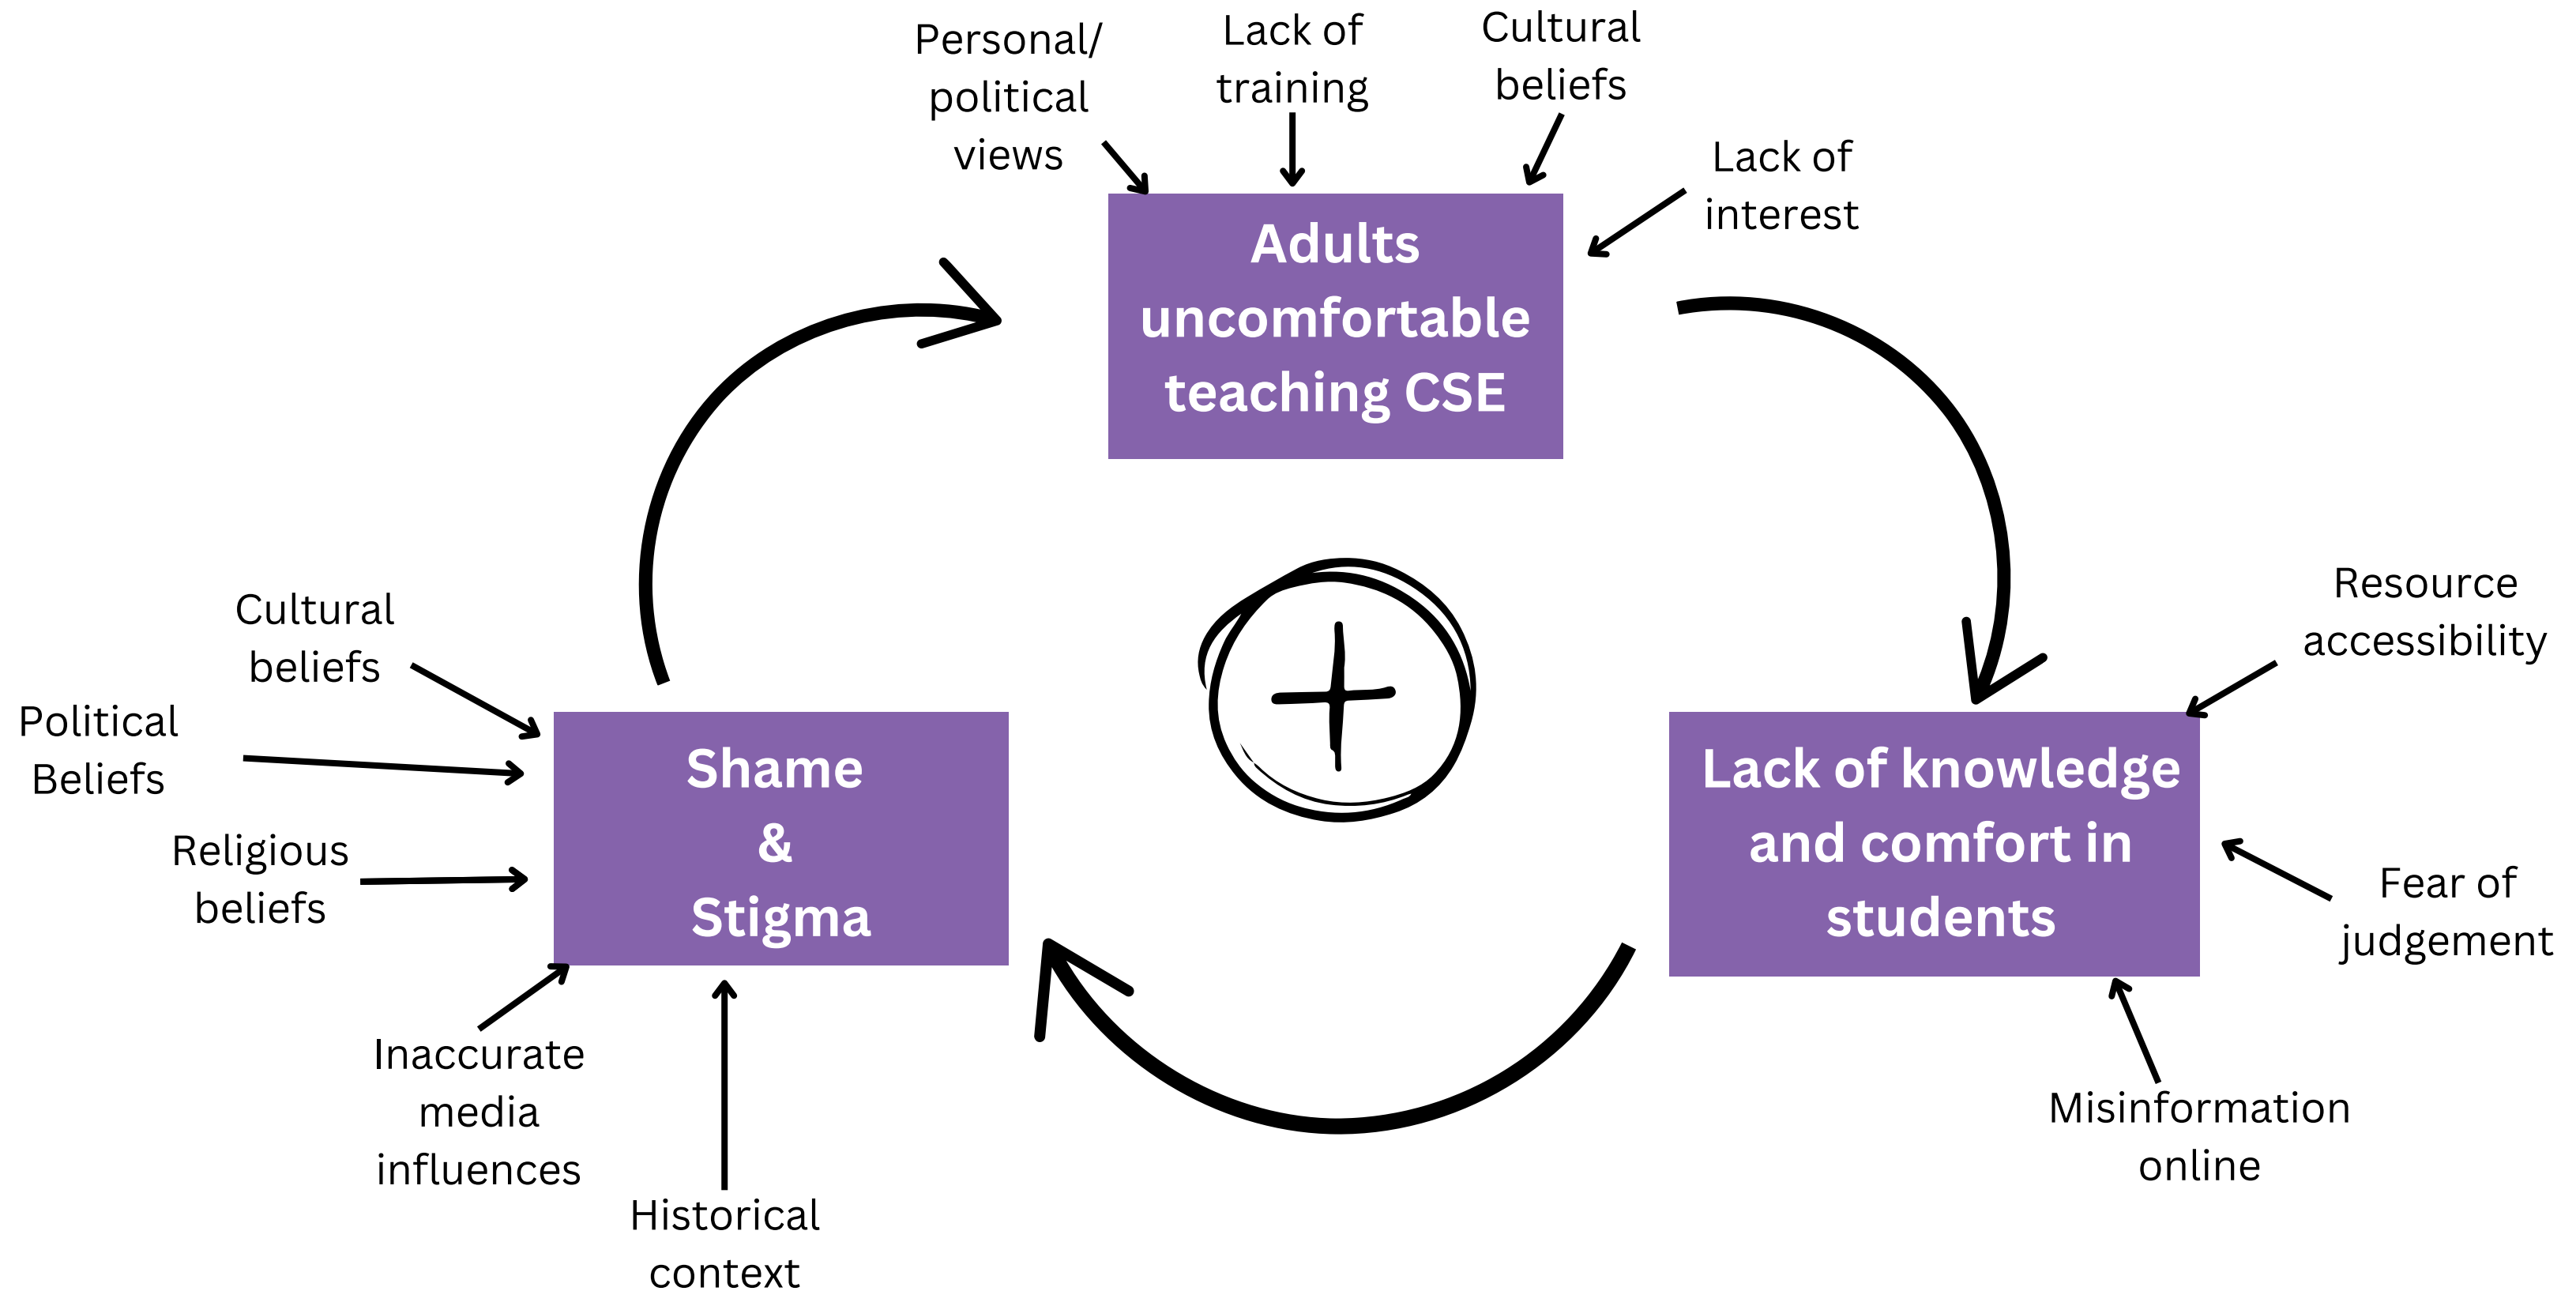 Personal/
political
views
Lack of
training
Cultural
beliefs
Lack of
interest
Adults
uncomfortable
teaching CSE
Cultural
beliefs
Political
Beliefs
Religious
beliefs
Inaccurate
media
influences
Historical
context
Shame
&
Stigma
Lack of knowledge
and comfort in
students
Resource
accessibility
Fear of
judgement
Misinformation
online